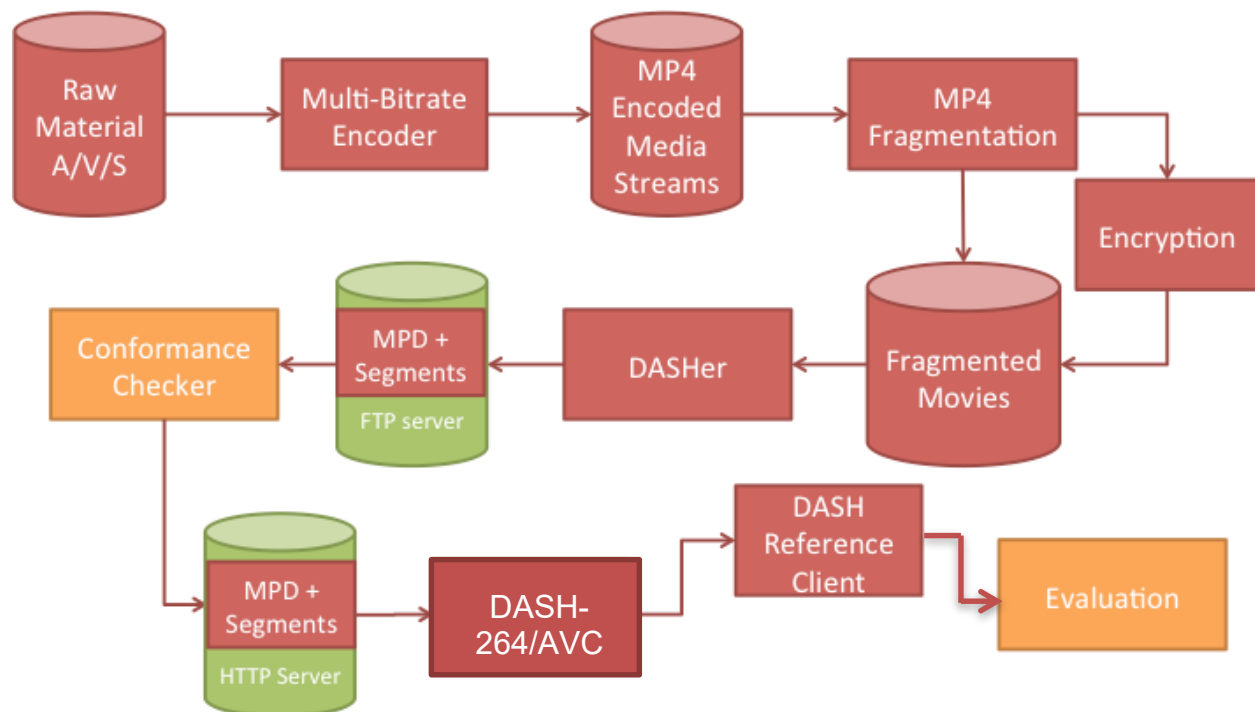 Raw
Material
A/V/S
Multi-Bitrate
Encoder
MP4
Encoded
Media
Streams
MP4
Fragmentation
Encryption
Fragmented
Movies
DASHer
MPD +
Segments
FTP server
Conformance
Checker
MPD +
Segments
HTTP Server
DASH-
264/AVC
DASH
Reference
Client
Evaluation